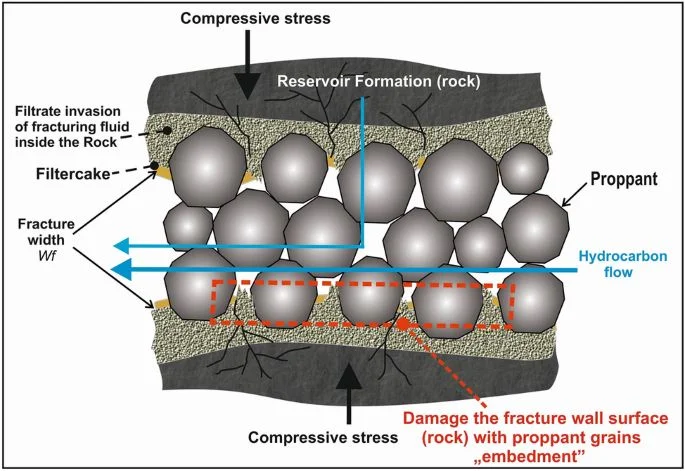 Compressive stress
Reservoir Formation (rock)
Filtrate invasion
of fracturing fluid
inside the Rock
Filtercake
Proppant
Fracture
width
Wf
Hydrocarbon
flow
Compressive stress
Damage the fracture wall surface
(rock) with proppant grains
„embedment”